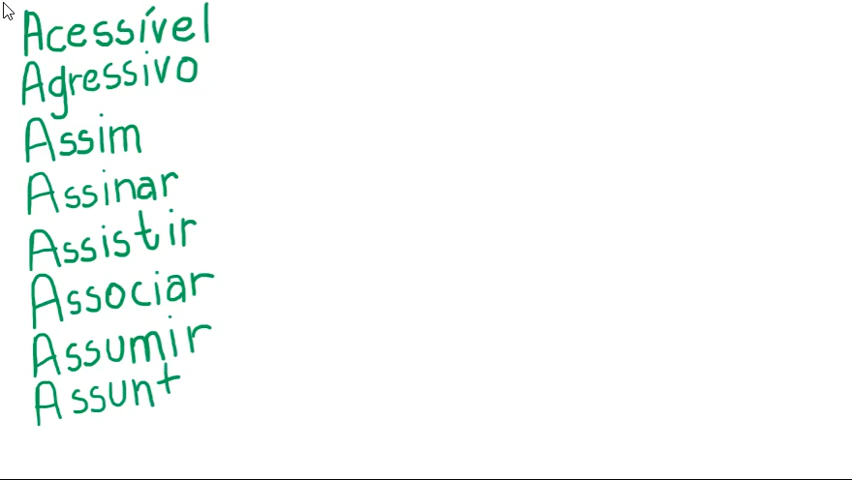 Acessível
Agressivo
Assim
Assinar
Assistir
Associar
Assumir
Assunt